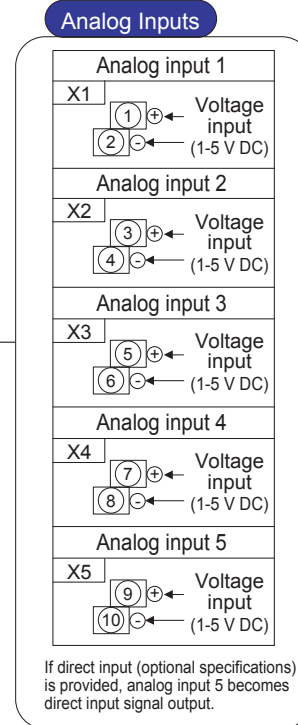 Analog Inputs
Analog input 1
X1
1 + Voltage
input
2 - (1-5 V DC)
Analog input 2
X2
3 + Voltage
input
4 - (1-5 V DC)
Analog input 3
X3
5 + Voltage
input
6 - (1-5 V DC)
Analog input 4
X4
7 + Voltage
input
8 - (1-5 V DC)
Analog input 5
X5
9 + Voltage
input
10 - (1-5 V DC)
If direct input (optional specifications)
is provided, analog input 5 becomes
direct input signal output.